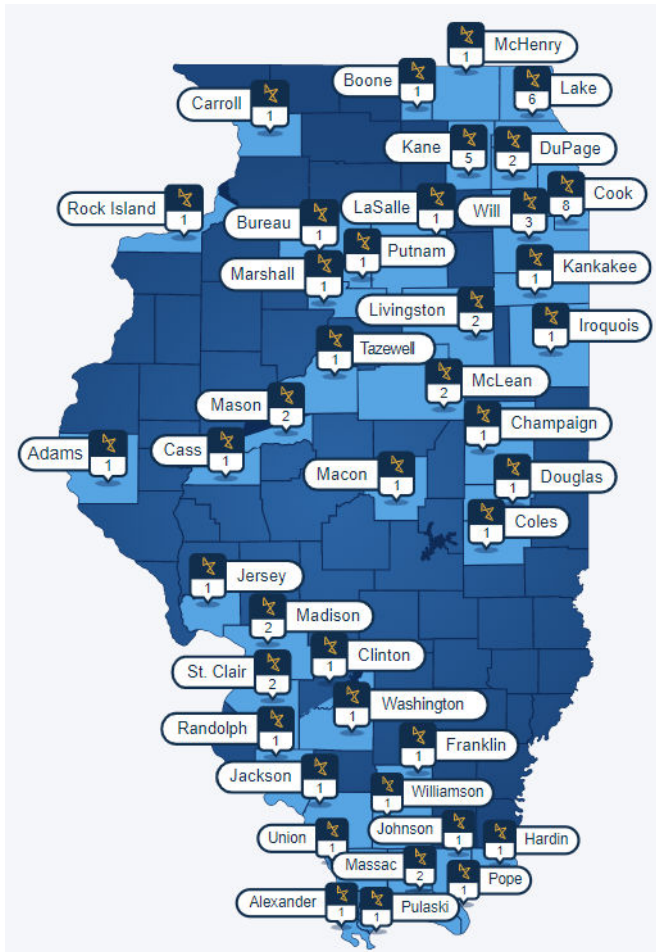 McHenry
1
Boone
1
Lake
6
Carroll
1
Kane
5
DuPage
2
Cook
8
Rock Island
1
Bureau
1
LaSalle
1
Will
3
Putnam
1
Marshall
1
Kankakee
1
Livingston
2
Iroquois
1
Tazewell
1
McLean
2
Mason
2
Champaign
1
Adams
1
Cass
1
Macon
1
Douglas
1
Coles
1
Jersey
1
Madison
2
Clinton
1
St. Clair
2
Washington
1
Randolph
1
Franklin
1
Jackson
1
Williamson
1
Union
1
Johnson
1
Hardin
1
Massac
2
Pope
1
Alexander
1
Pulaski
1